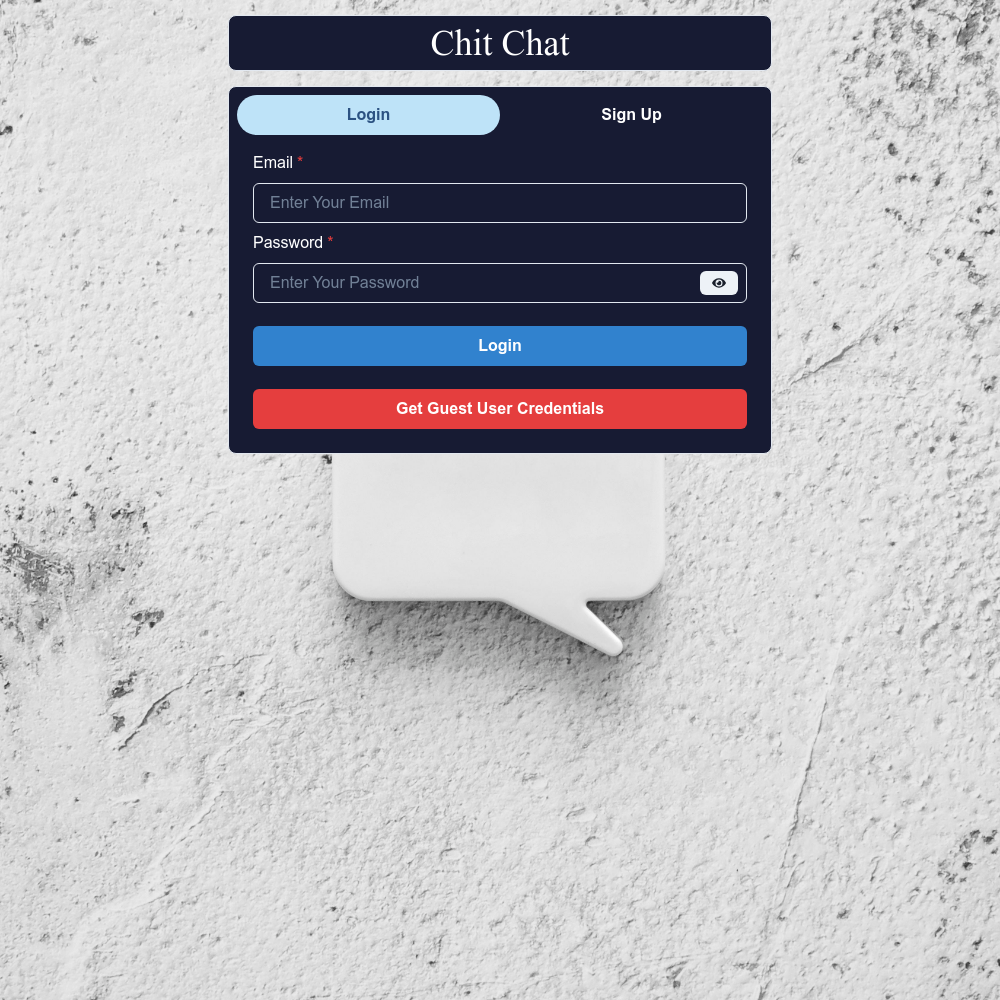 Chit Chat
Login
Sign Up
Email *
Enter Your Email
Password *
Enter Your Password
Login
Get Guest User Credentials